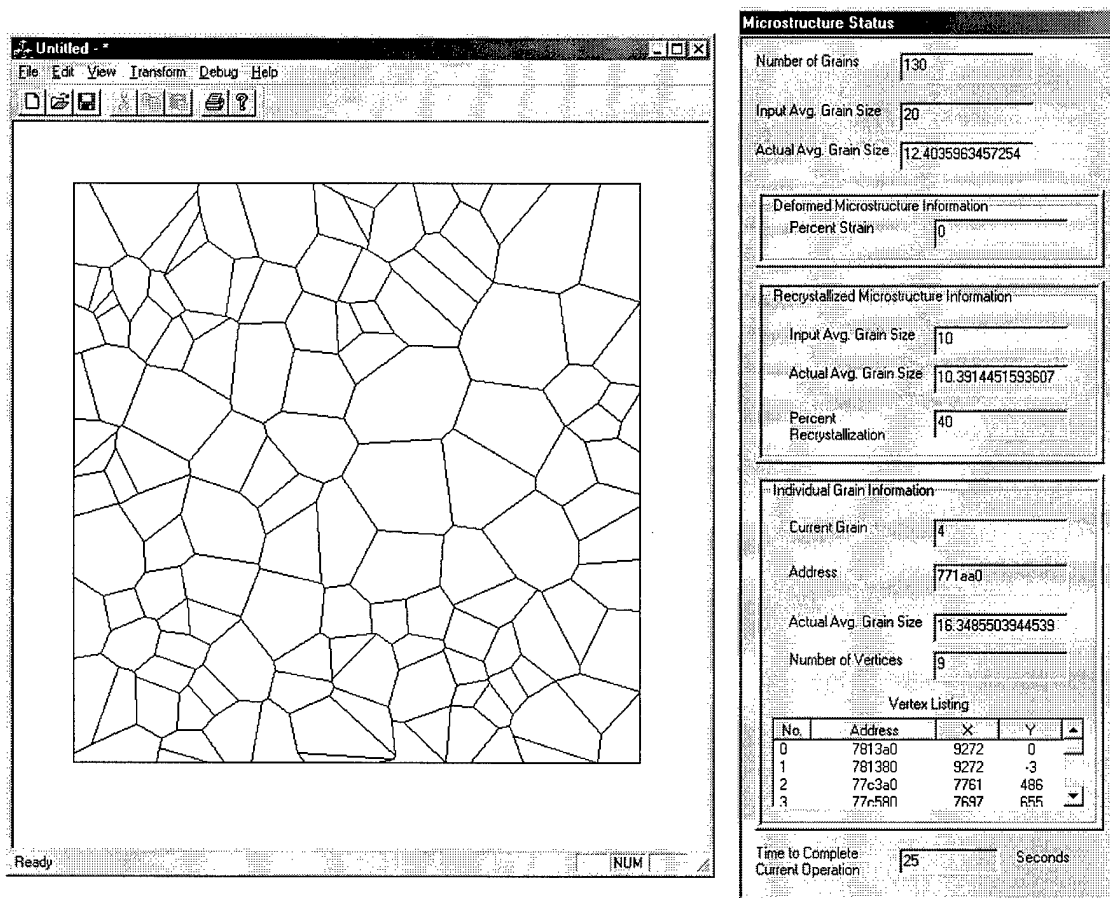 Untitled - *
File Edit View Transform Debug Help
Ready
NUM
Microstructure Status
Number of Grains 130
Input Avg. Grain Size 20
Actual Avg. Grain Size 12.4035963457254
Deformed Microstructure Information
Percent Strain 0
Recrystallized Microstructure Information
Input Avg. Grain Size 10
Actual Avg. Grain Size 10.3914451593607
Percent
Recrystallization 40
Individual Grain Information
Current Grain 4
Address 771aa0
Actual Avg. Grain Size 16.3485503944539
Number of Vertices 9
Vertex Listing
No. Address X Y
0 7813a0 9272 0
1 781380 9272 -3
2 77c3a0 7761 486
3 77c580 7697 655
Time to Complete
Current Operation 25 Seconds